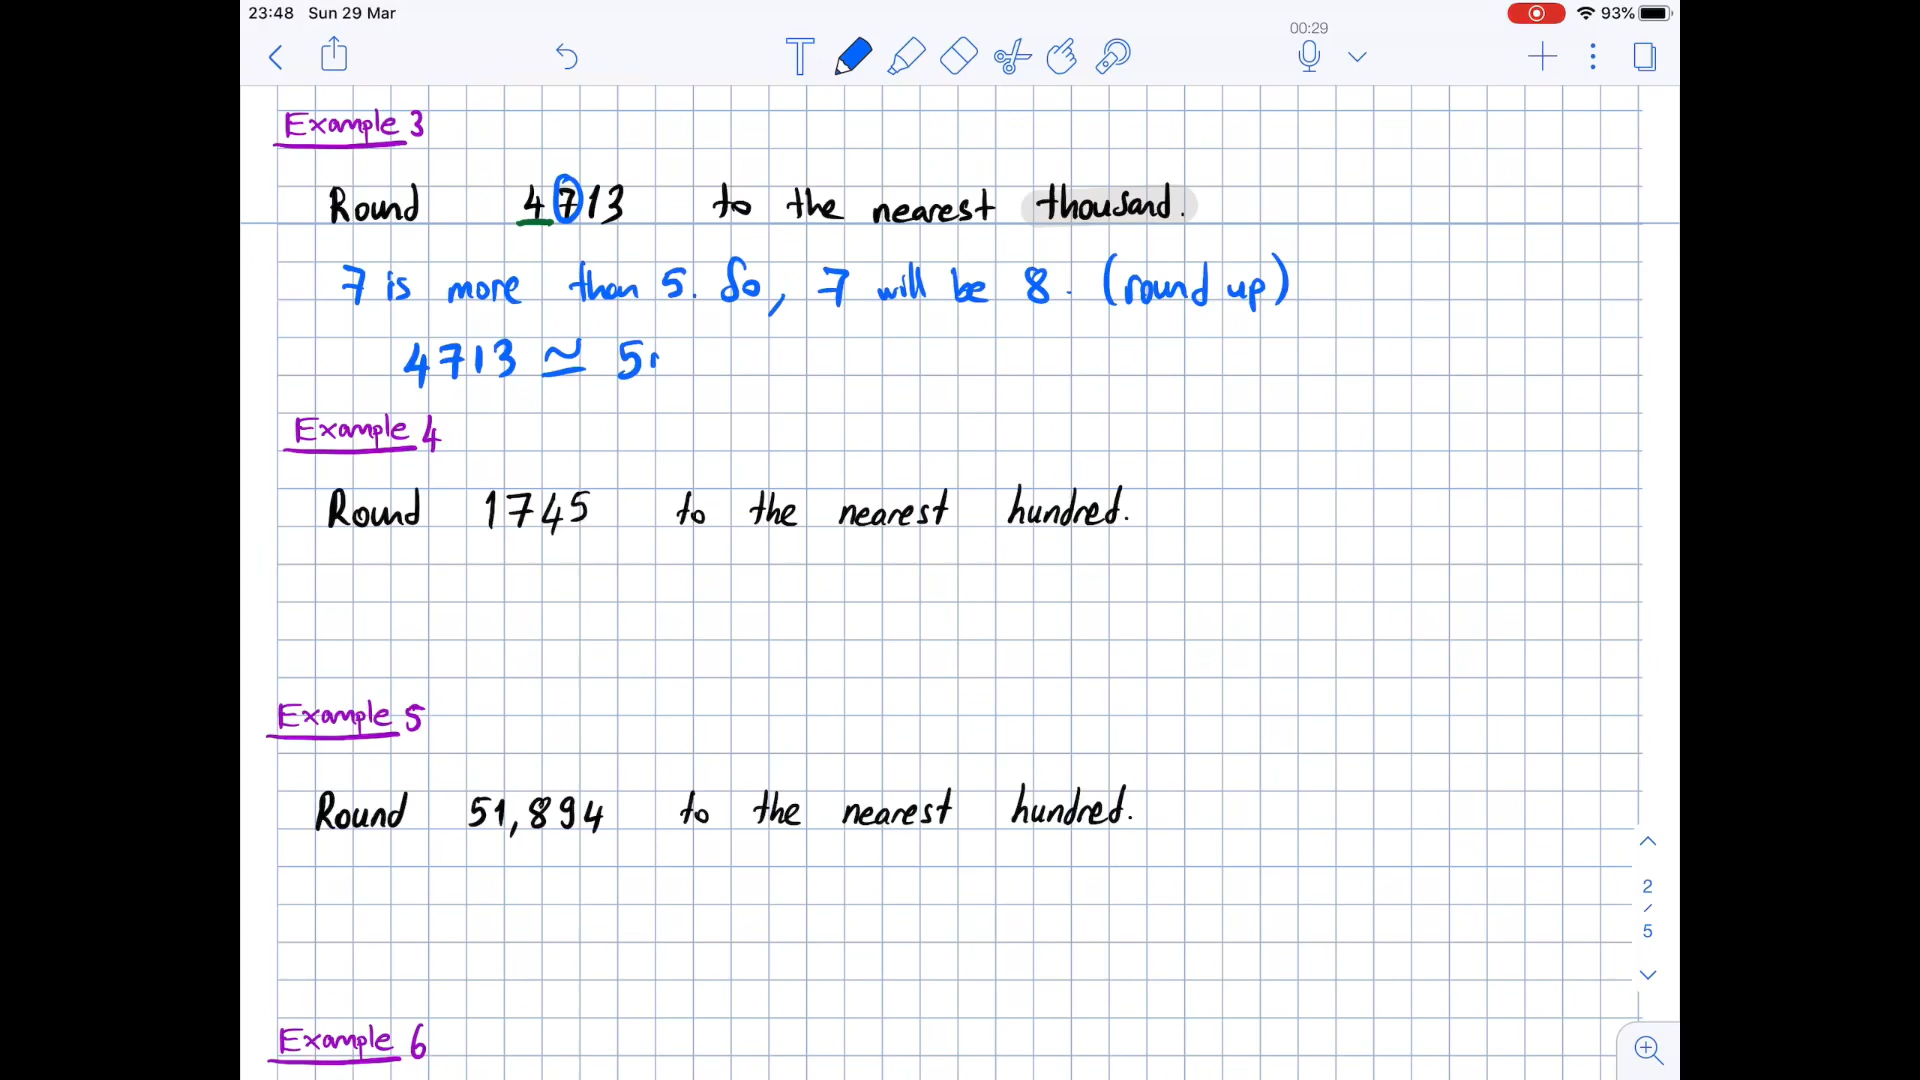 23:48 Sun 29 Mar 93%
00:29
T
Example 3
Round 4713 to the nearest thousand.
7 is more than 5. So, 7 will be 8. (round up)
4713 ≃ 5
Example 4
Round 1745 to the nearest hundred.
Example 5
Round 51,894 to the nearest hundred.
2
/
5
Example 6